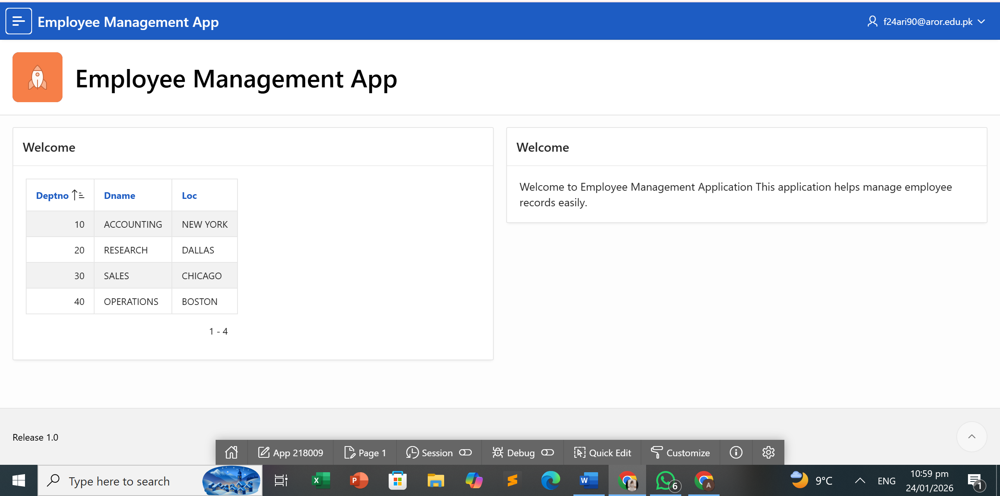 Employee Management App
f24ari90@aror.edu.pk
Employee Management App
Welcome
Deptno Dname Loc
10 ACCOUNTING NEW YORK
20 RESEARCH DALLAS
30 SALES CHICAGO
40 OPERATIONS BOSTON
1 - 4
Welcome
Welcome to Employee Management Application This application helps manage employee
records easily.
Release 1.0
App 218009 Page 1 Session Debug Quick Edit Customize
Type here to search
X P W 6 A
9°C
ENG
10:59 pm
24/01/2026
1